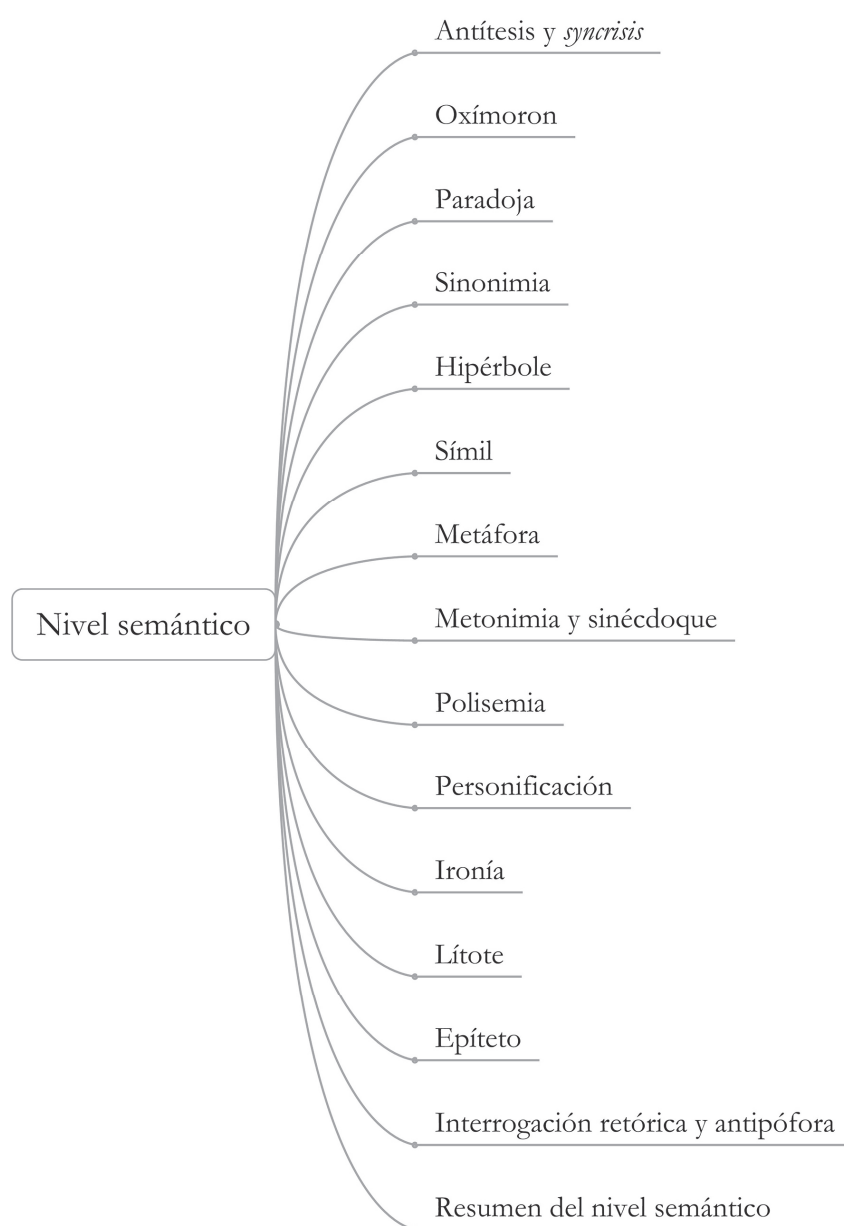 Antítesis y syncrisis
Oxímoron
Paradoja
Sinonimia
Hipérbole
Símil
Metáfora
Nivel semántico
Metonimia y sinécdoque
Polisemia
Personificación
Ironía
Lítote
Epíteto
Interrogación retórica y antipófora
Resumen del nivel semántico